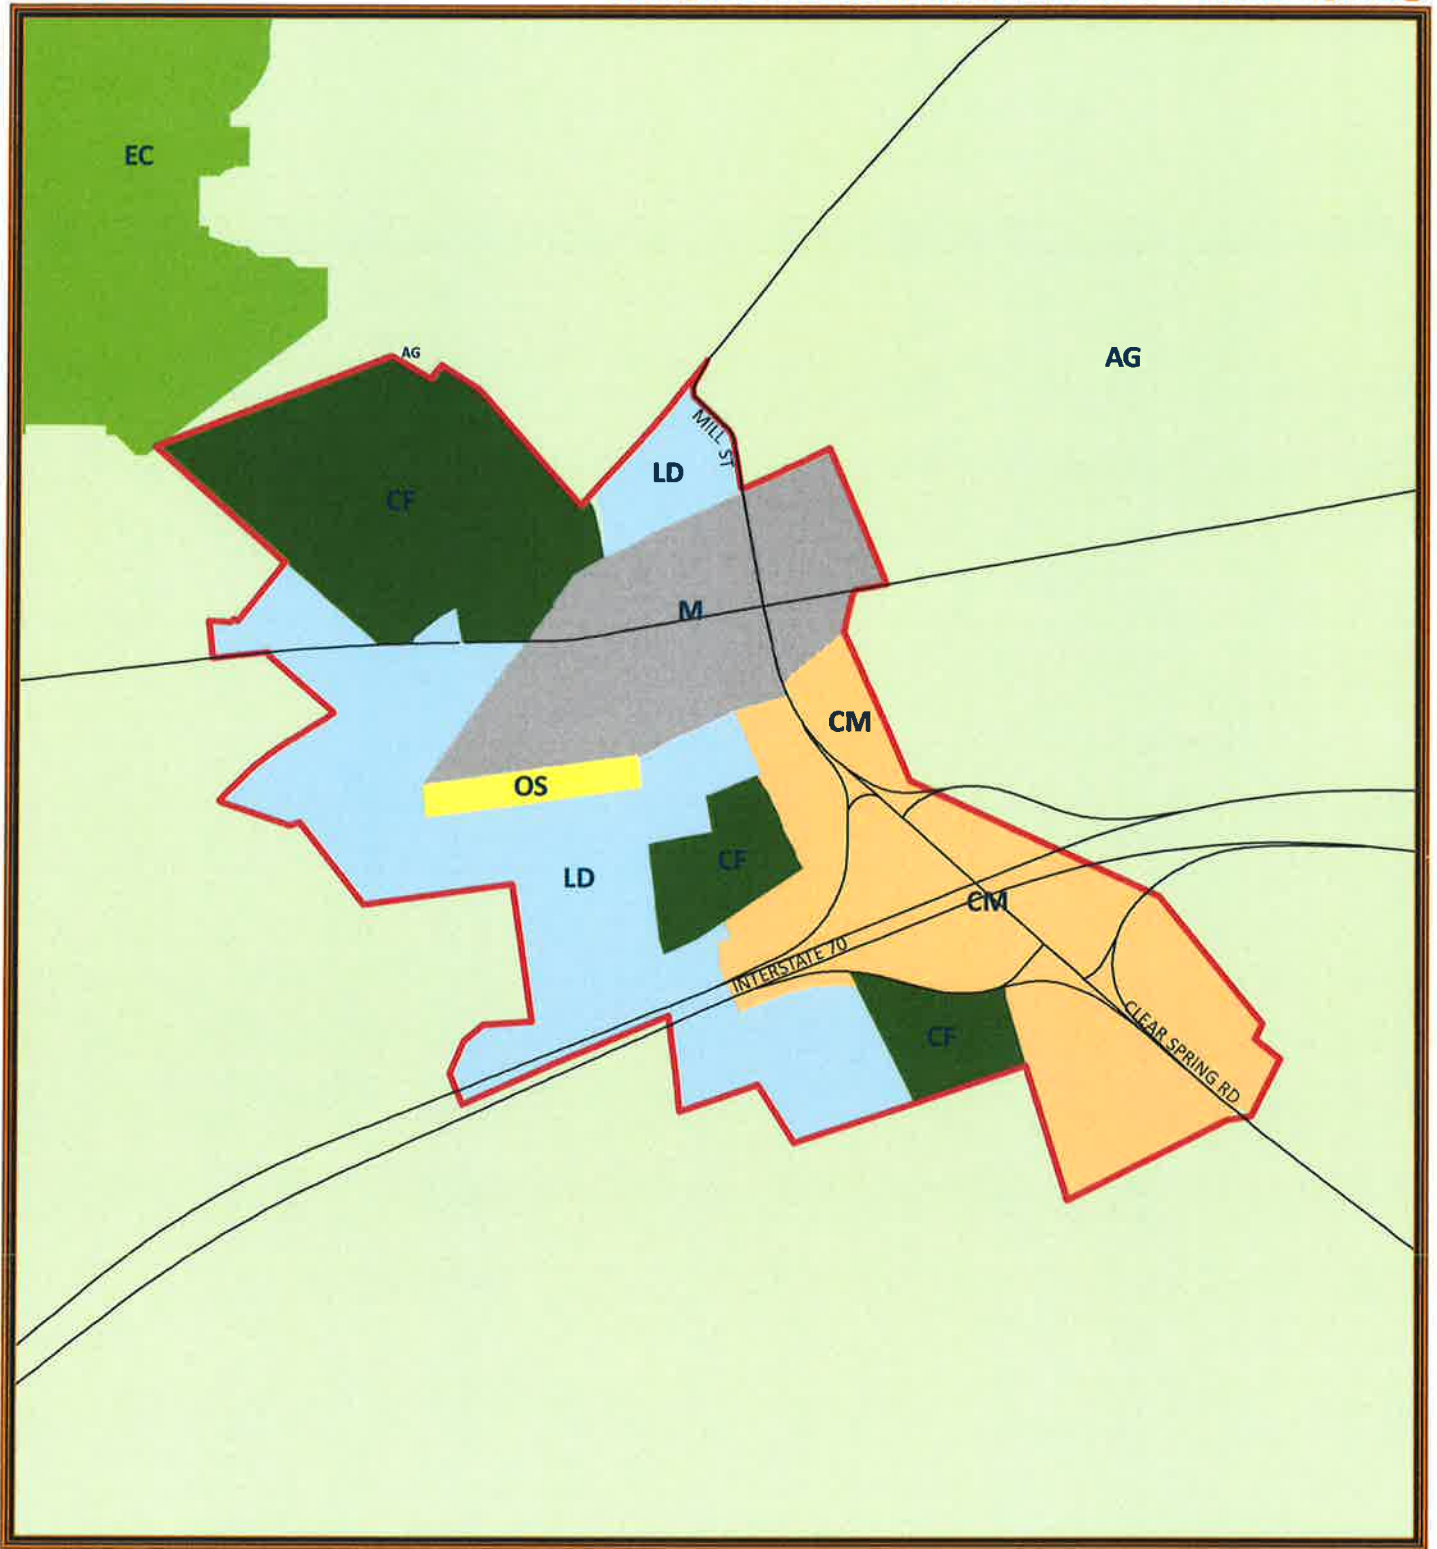 EC
AG
AG
MILL ST
LD
CF
M
CM
OS
CF
LD
CM
INTERSTATE 70
CLEAR SPRING RD
CF